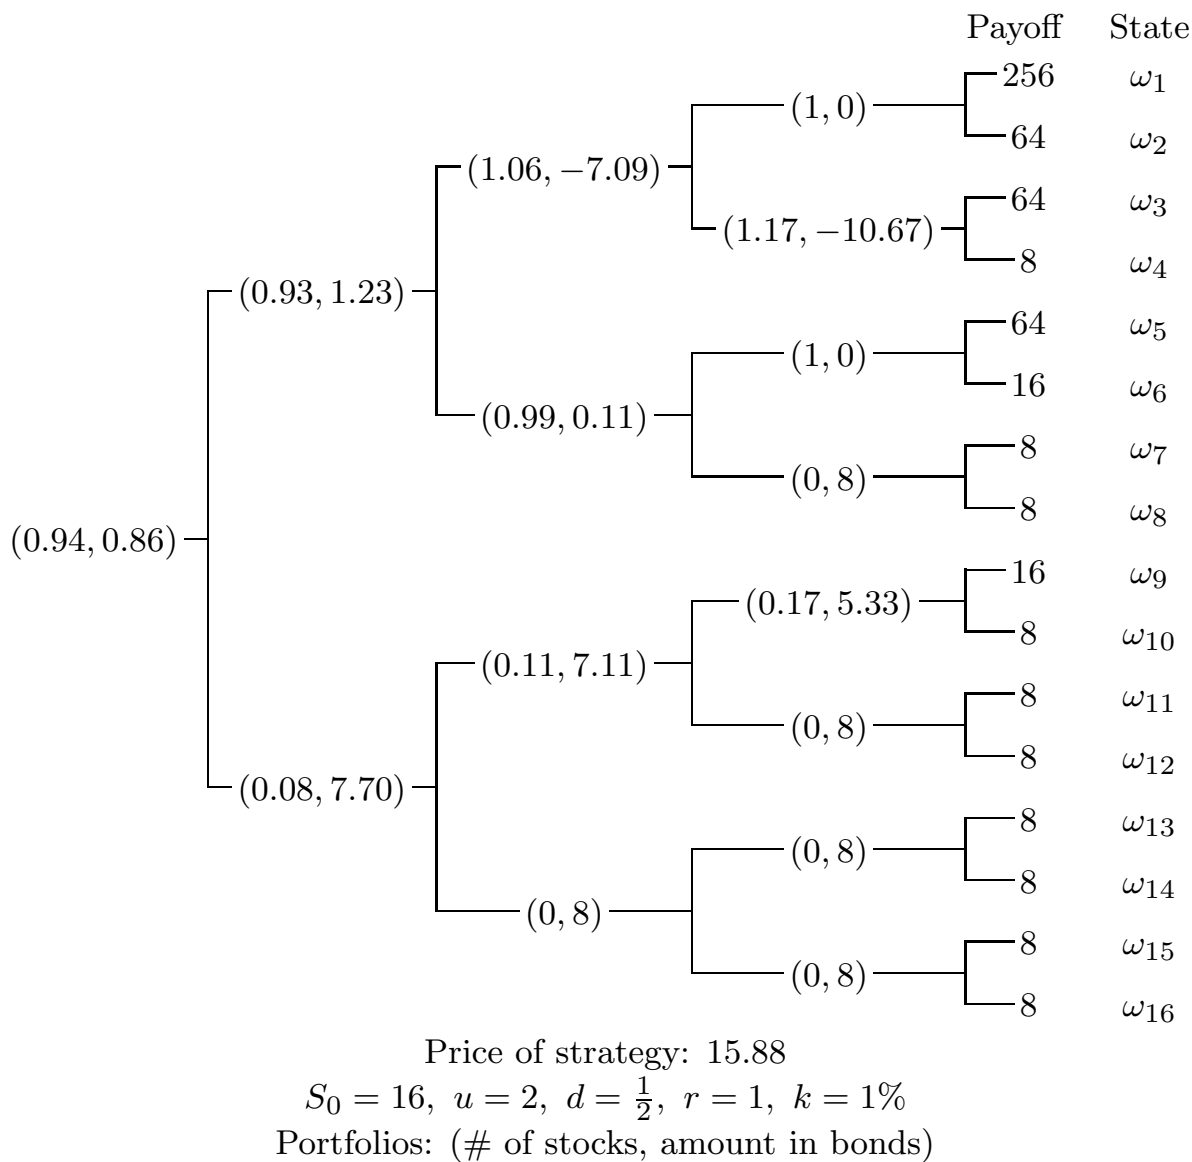 Payoff State
256 ω1
(1, 0)
64 ω2
(1.06, −7.09)
64 ω3
(1.17, −10.67)
8 ω4
(0.93, 1.23)
64 ω5
(1, 0)
16 ω6
(0.99, 0.11)
8 ω7
(0, 8)
8 ω8
(0.94, 0.86)
16 ω9
(0.17, 5.33)
8 ω10
(0.11, 7.11)
8 ω11
(0, 8)
8 ω12
(0.08, 7.70)
8 ω13
(0, 8)
8 ω14
(0, 8)
8 ω15
(0, 8)
8 ω16
Price of strategy: 15.88
S0 = 16, u = 2, d = 1/2, r = 1, k = 1%
Portfolios: (# of stocks, amount in bonds)